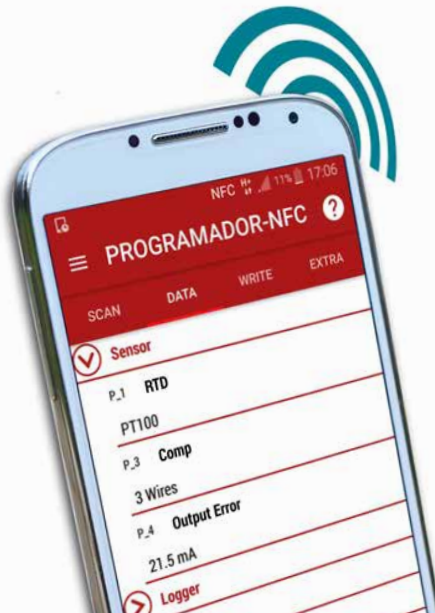 NFC H+ 11% 17:06
PROGRAMADOR-NFC ?
SCAN DATA WRITE EXTRA
Sensor
P_1 RTD
PT100
P_3 Comp
3 Wires
P_4 Output Error
21.5 mA
Logger